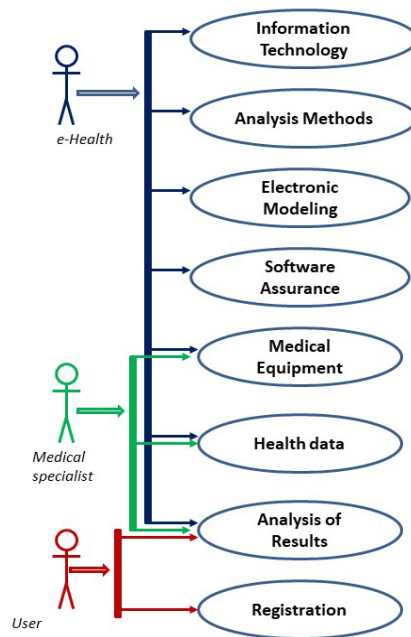 Information
Technology
e-Health
Analysis Methods
Electronic
Modeling
Software
Assurance
Medical
Equipment
Medical
specialist
Health data
Analysis of
Results
User
Registration